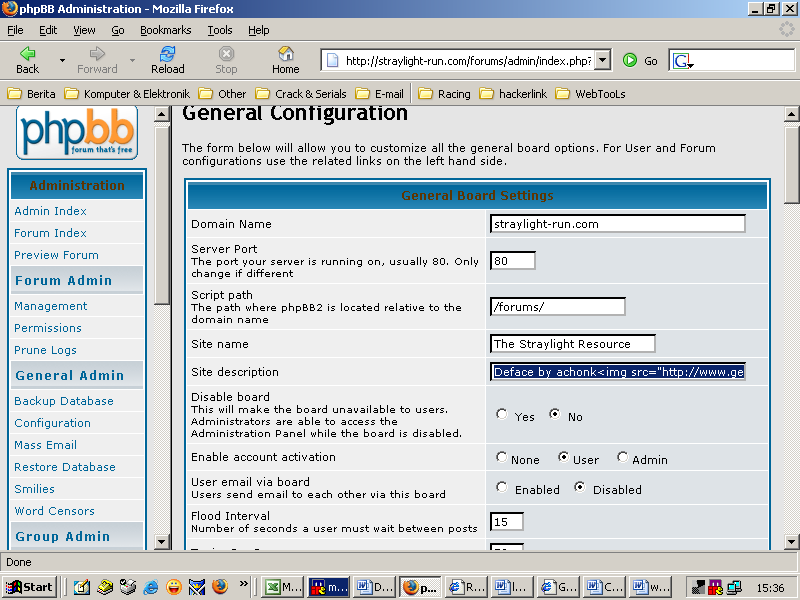 phpBB Administration - Mozilla Firefox
File Edit View Go Bookmarks Tools Help
Back Forward Reload Stop Home http://straylight-run.com/forums/admin/index.php? Go G
Berita Komputer & Elektronik Other Crack & Serials E-mail Racing hackerlink WebTooLs
phpbb
forum that's free
Administration
Admin Index
Forum Index
Preview Forum
Forum Admin
Management
Permissions
Prune Logs
General Admin
Backup Database
Configuration
Mass Email
Restore Database
Smilies
Word Censors
Group Admin
General Configuration
The form below will allow you to customize all the general board options. For User and Forum
configurations use the related links on the left hand side.
General Board Settings
Domain Name straylight-run.com
Server Port
The port your server is running on, usually 80. Only
change if different
80
Script path
The path where phpBB2 is located relative to the
domain name
/forums/
Site name The Straylight Resource
Site description Deface by achonk<img src="http://www.ge
Disable board
This will make the board unavailable to users.
Administrators are able to access the
Administration Panel while the board is disabled.
Yes No
Enable account activation None User Admin
User email via board
Users send email to each other via this board
Enabled Disabled
Flood Interval
Number of seconds a user must wait between posts
15
Done
Start » M... m... D... p... R... I... G... C... w... 15:36